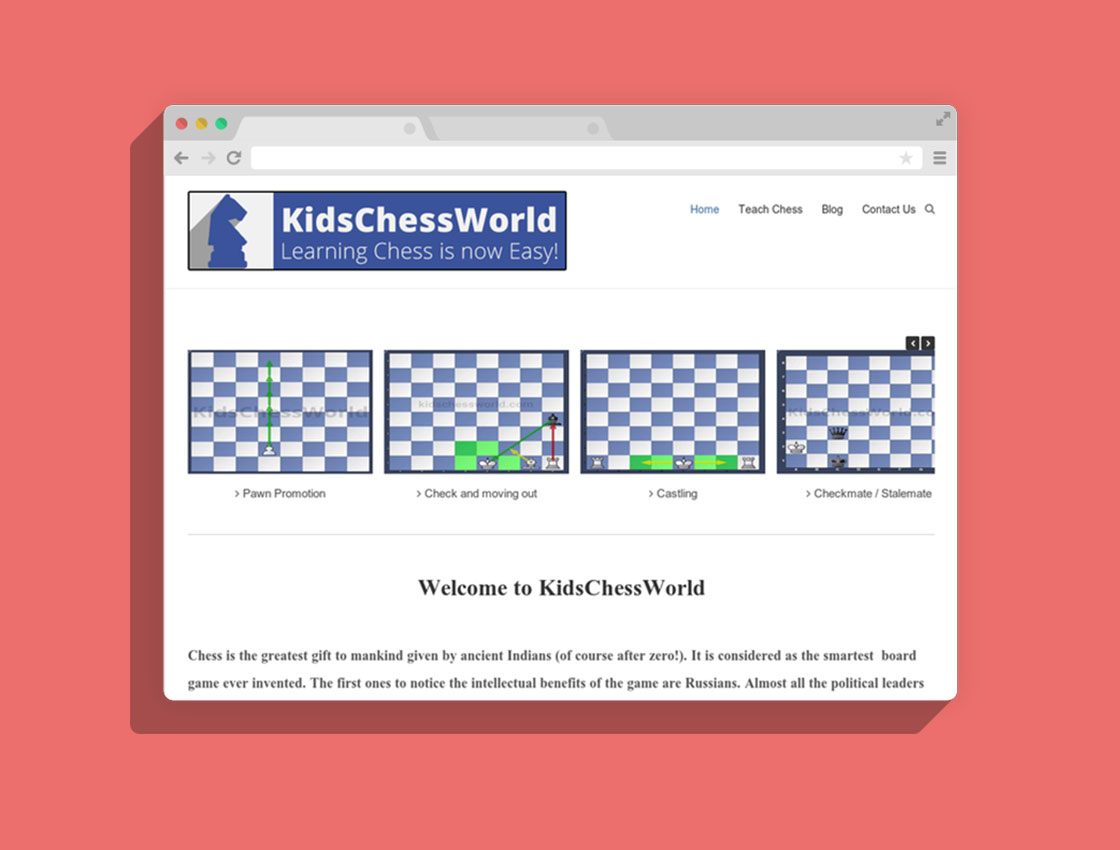 KidsChessWorld
Learning Chess is now Easy!
Home Teach Chess Blog Contact Us
KidsChessWorld
kidschessworld.com
KidsChessWorld.co
> Pawn Promotion
> Check and moving out
> Castling
> Checkmate / Stalemate
Welcome to KidsChessWorld
Chess is the greatest gift to mankind given by ancient Indians (of course after zero!). It is considered as the smartest board
game ever invented. The first ones to notice the intellectual benefits of the game are Russians. Almost all the political leaders